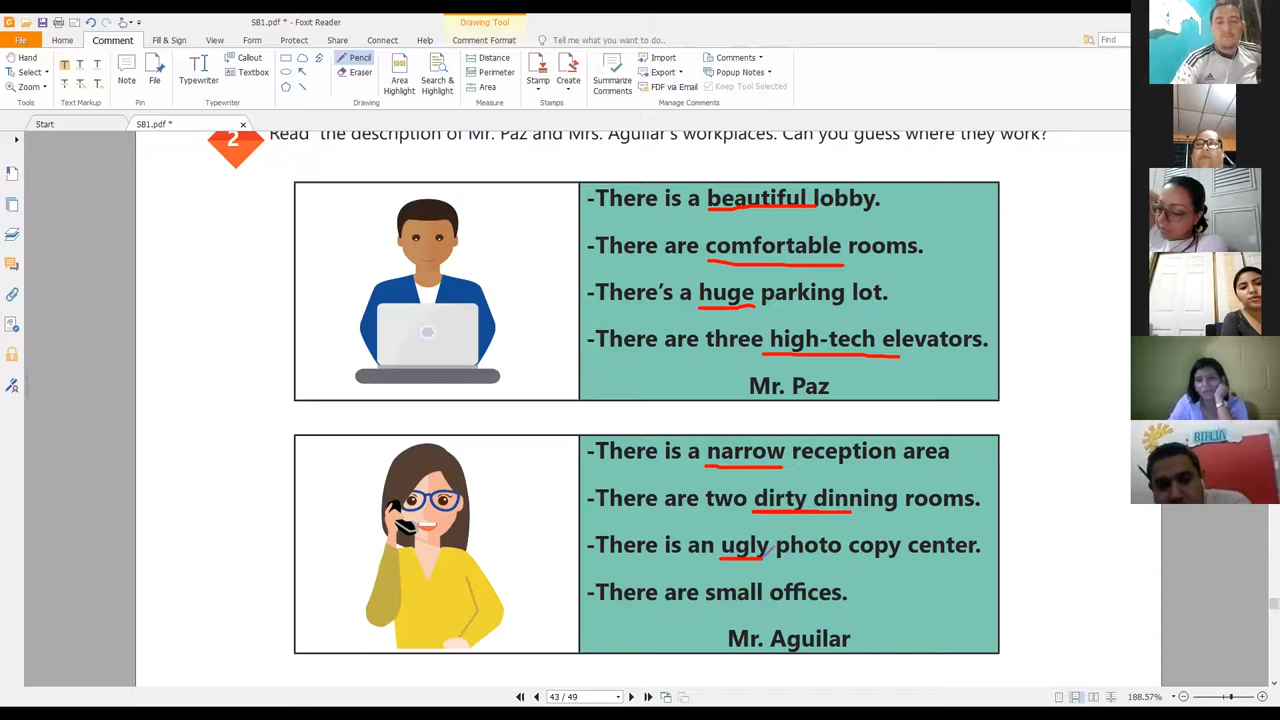 SB1.pdf * - Foxit Reader
Drawing Tool
File Home Comment Fill & Sign View Form Protect Share Connect Help Comment Format Tell me what you want to do... Find
Hand
Select
Zoom
Tools
T T T
T T T
Text Markup
Note
File
Pin
Typewriter
Callout
Textbox
Typewriter
Pencil
Eraser
Drawing
Area Highlight
Search & Highlight
Distance
Perimeter
Area
Measure
Stamp
Create
Stamps
Summarize Comments
Import
Export
FDF via Email
Comments
Popup Notes
Keep Tool Selected
Manage Comments
Start
SB1.pdf *
2 Read the description of Mr. Paz and Mrs. Aguilar's workplaces. Can you guess where they work?
-There is a beautiful lobby.
-There are comfortable rooms.
-There's a huge parking lot.
-There are three high-tech elevators.
Mr. Paz
-There is a narrow reception area
-There are two dirty dinning rooms.
-There is an ugly photo copy center.
-There are small offices.
Mr. Aguilar
BIBLIA
43 / 49
188.57%